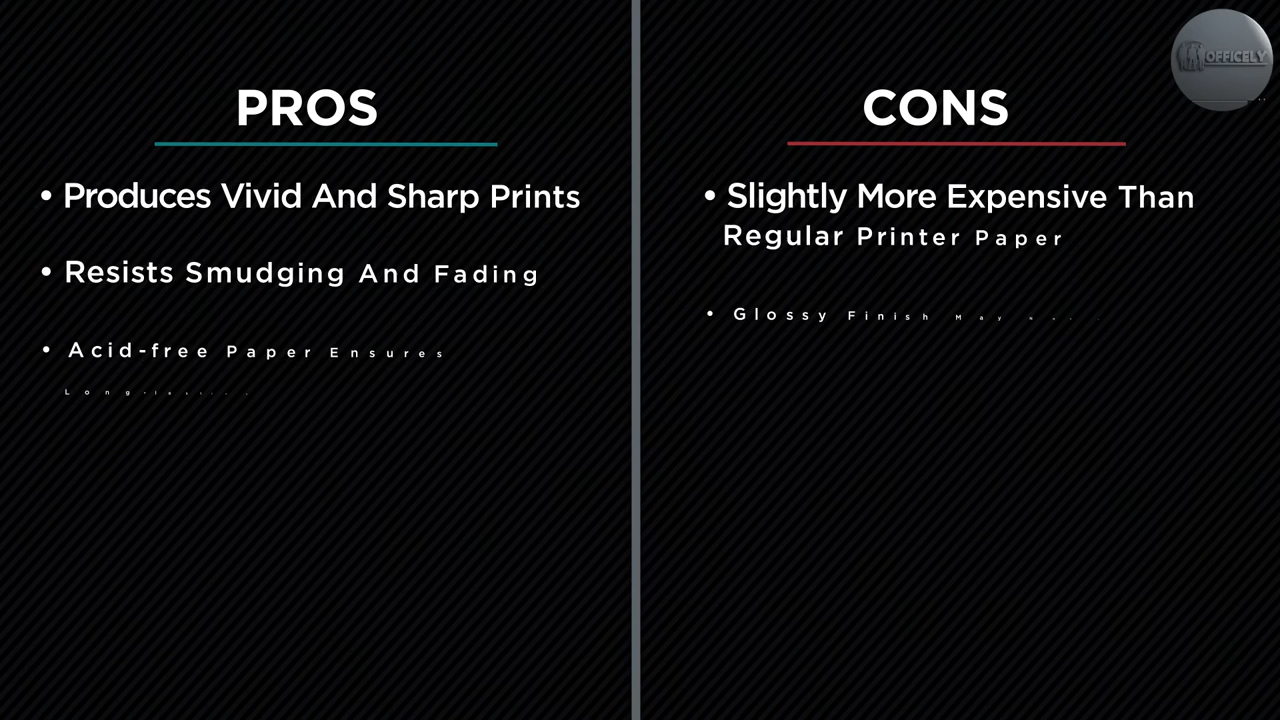 PROS
• Produces Vivid And Sharp Prints
• Resists Smudging And Fading
• Acid-free Paper Ensures
CONS
• Slightly More Expensive Than
Regular Printer Paper
• Glossy Finish May
OFFICELY